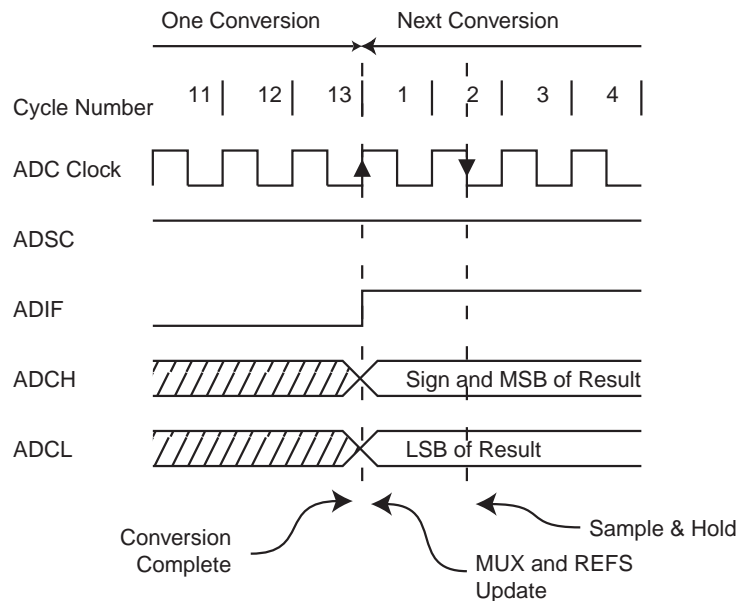 One Conversion Next Conversion
Cycle Number 11 12 13 1 2 3 4
ADC Clock
ADSC
ADIF
ADCH Sign and MSB of Result
ADCL LSB of Result
Conversion
Complete
MUX and REFS
Update
Sample & Hold